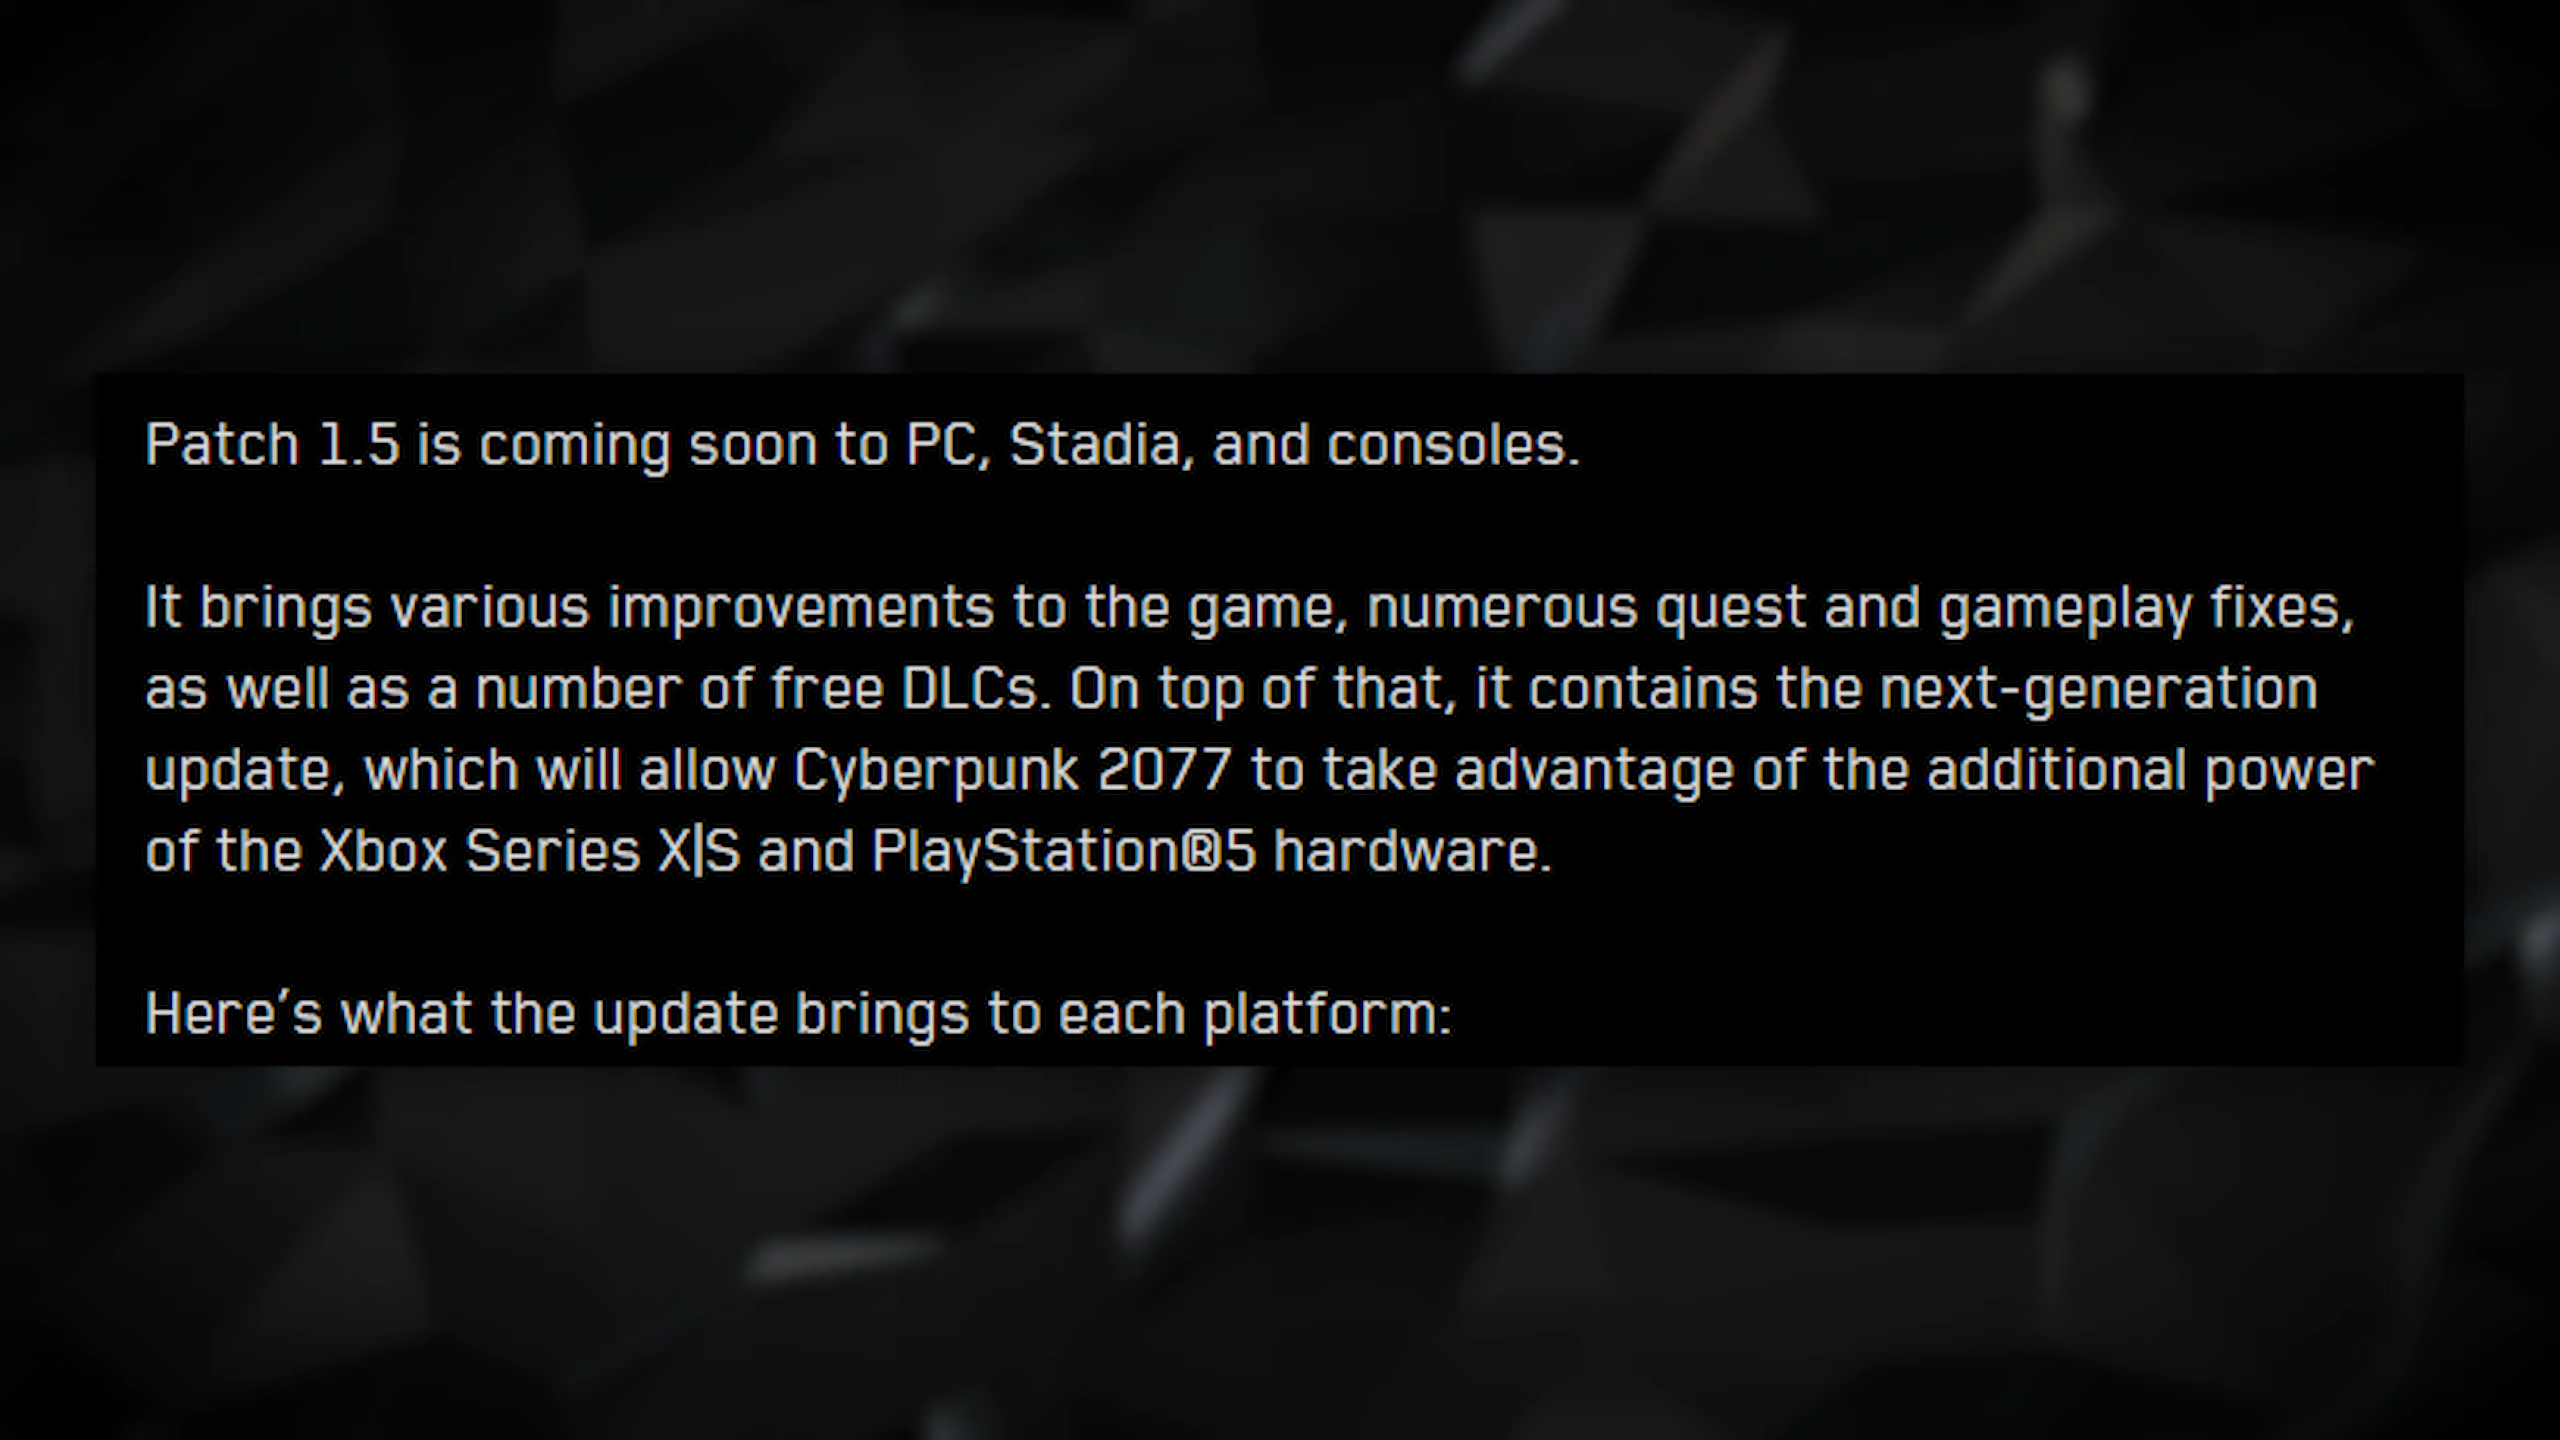 Patch 1.5 is coming soon to PC, Stadia, and consoles.
It brings various improvements to the game, numerous quest and gameplay fixes,
as well as a number of free DLCs. On top of that, it contains the next-generation
update, which will allow Cyberpunk 2077 to take advantage of the additional power
of the Xbox Series X|S and PlayStation®5 hardware.
Here’s what the update brings to each platform: